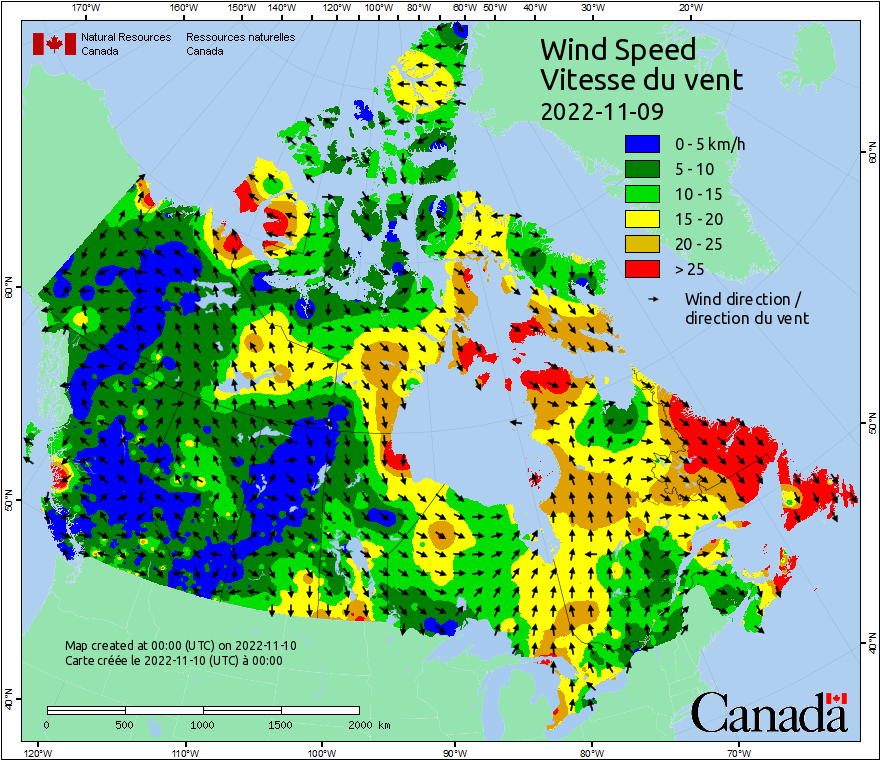 170°W 160°W 150°W 140°W 120°W 100°W 80°W 60°W 50°W 40°W 30°W 20°W
Natural Resources Canada
Ressources naturelles Canada
Wind Speed
Vitesse du vent
2022-11-09
0 - 5 km/h
5 - 10
10 - 15
15 - 20
20 - 25
> 25
Wind direction /
direction du vent
60°N
60°N
50°N
50°N
40°N
40°N
Map created at 00:00 (UTC) on 2022-11-10
Carte créée le 2022-11-10 (UTC) à 00:00
0 500 1000 1500 2000 km
Canada
120°W 110°W 100°W 90°W 80°W 70°W